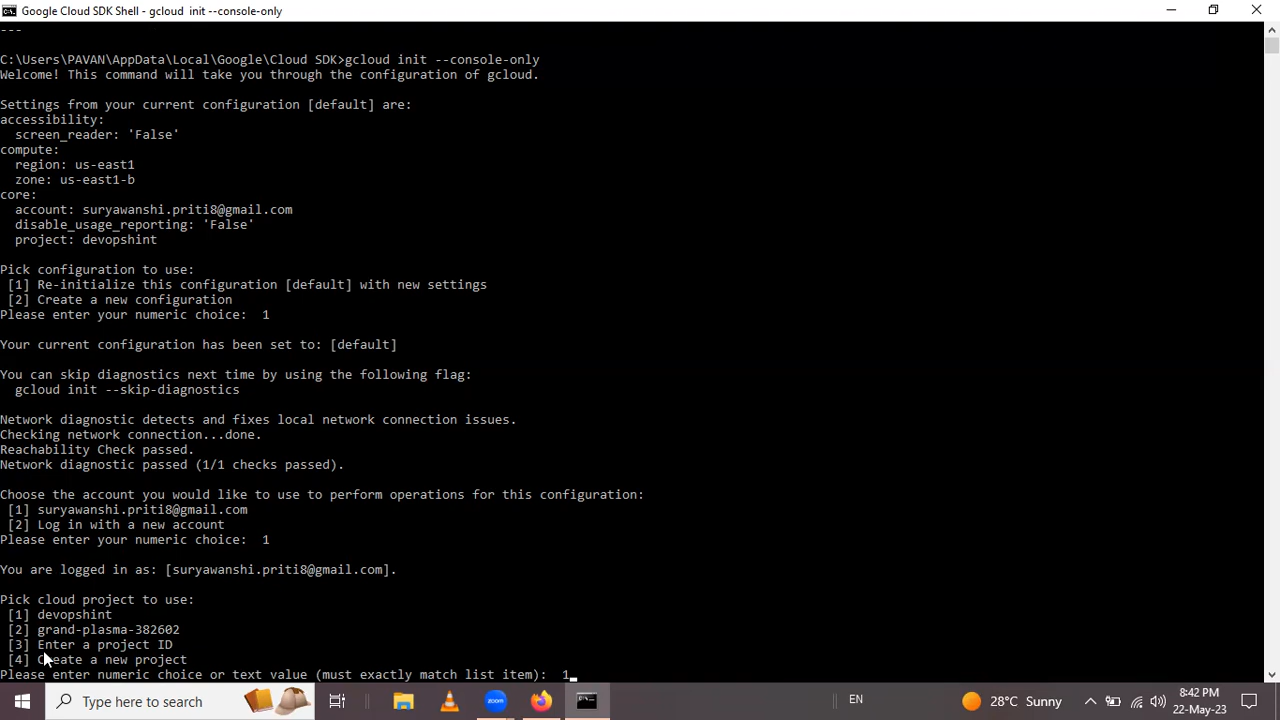 Google Cloud SDK Shell - gcloud init --console-only
---
C:\Users\PAVAN\AppData\Local\Google\Cloud SDK>gcloud init --console-only
Welcome! This command will take you through the configuration of gcloud.
Settings from your current configuration [default] are:
accessibility:
screen_reader: 'False'
compute:
region: us-east1
zone: us-east1-b
core:
account: suryawanshi.priti8@gmail.com
disable_usage_reporting: 'False'
project: devopshint
Pick configuration to use:
[1] Re-initialize this configuration [default] with new settings
[2] Create a new configuration
Please enter your numeric choice:  1
Your current configuration has been set to: [default]
You can skip diagnostics next time by using the following flag:
gcloud init --skip-diagnostics
Network diagnostic detects and fixes local network connection issues.
Checking network connection...done.
Reachability Check passed.
Network diagnostic passed (1/1 checks passed).
Choose the account you would like to use to perform operations for this configuration:
[1] suryawanshi.priti8@gmail.com
[2] Log in with a new account
Please enter your numeric choice:  1
You are logged in as: [suryawanshi.priti8@gmail.com].
Pick cloud project to use:
[1] devopshint
[2] grand-plasma-382602
[3] Enter a project ID
[4] Create a new project
Please enter numeric choice or text value (must exactly match list item):  1
Type here to search
zoom
EN
28°C Sunny
8:42 PM
22-May-23